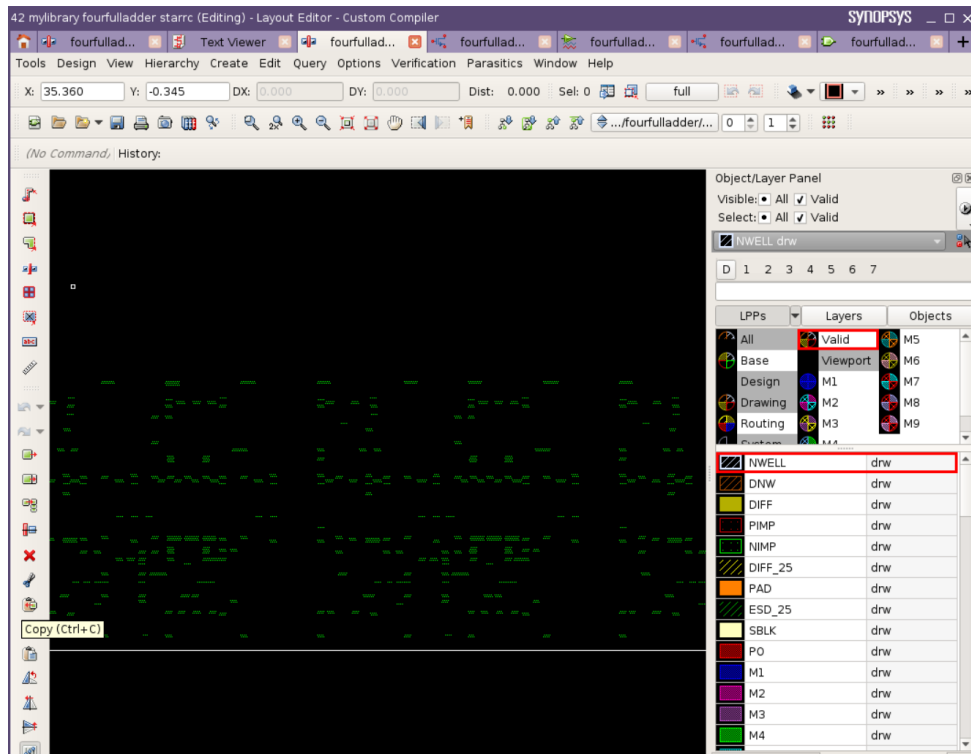 42 mylibrary fourfulladder starrc (Editing) - Layout Editor - Custom Compiler
SYNOPSYS
fourfullad... Text Viewer fourfullad... fourfullad... fourfullad... fourfullad... fourfullad...
Tools Design View Hierarchy Create Edit Query Options Verification Parasitics Window Help
X: 35.360 Y: -0.345 DX: 0.000 DY: 0.000 Dist: 0.000 Sel: 0 full
.../fourfulladder/... 0 1
(No Command) History:
Object/Layer Panel
Visible: All Valid
Select: All Valid
NWELL drw
D 1 2 3 4 5 6 7
LPPs Layers Objects
All Valid M5
Base Viewport M6
Design M1 M7
Drawing M2 M8
Routing M3 M9
System M4
NWELL drw
DNW drw
DIFF drw
PIMP drw
NIMP drw
DIFF_25 drw
PAD drw
ESD_25 drw
SBLK drw
PO drw
M1 drw
M2 drw
M3 drw
M4 drw
abc
Copy (Ctrl+C)